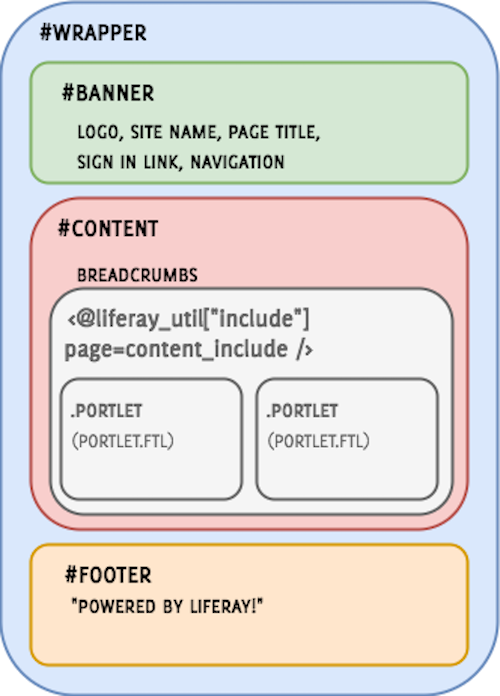 #WRAPPER
#BANNER
LOGO, SITE NAME, PAGE TITLE,
SIGN IN LINK, NAVIGATION
#CONTENT
BREADCRUMBS
<@liferay_util["include"]
page=content_include />
.PORTLET
(PORTLET.FTL)
.PORTLET
(PORTLET.FTL)
#FOOTER
"POWERED BY LIFERAY!"